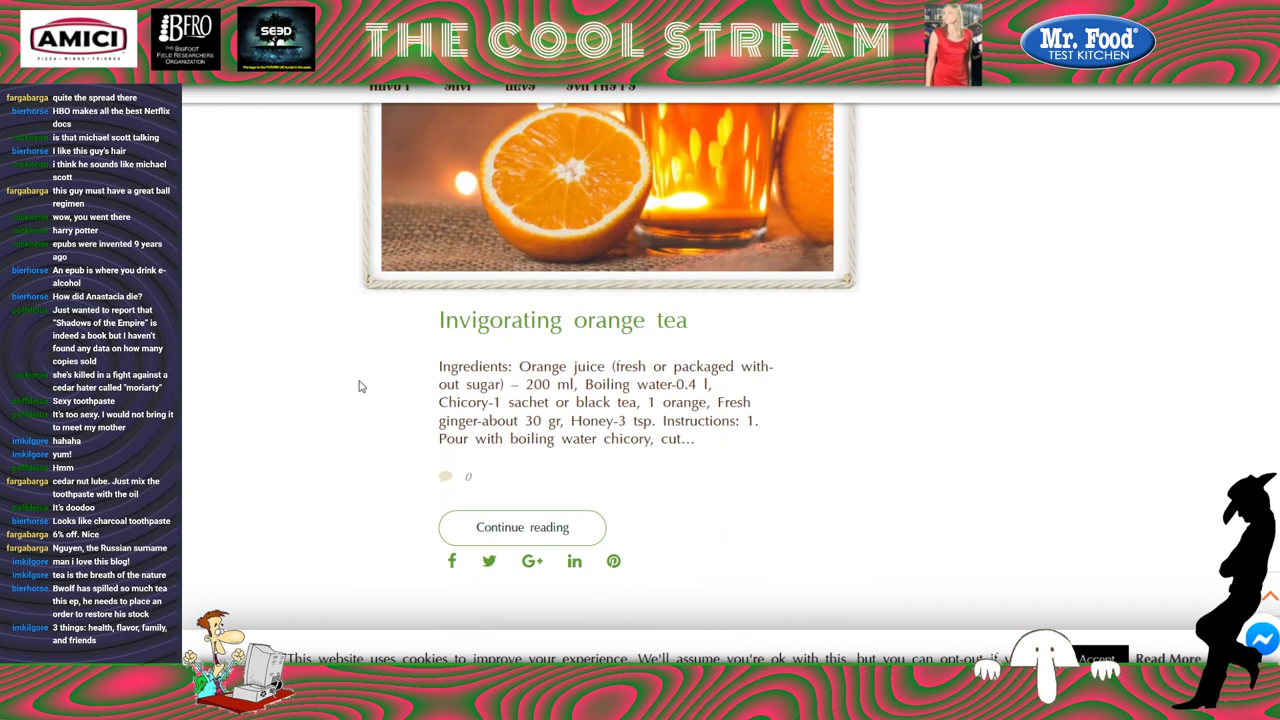 AMICI
PIZZA • WINGS • FRIENDS
BFRO
THE BIGFOOT
FIELD RESEARCHERS
ORGANIZATION
SEED
THE COOL STREAM
Mr. Food
TEST KITCHEN
fargabarga quite the spread there
bierhorse HBO makes all the best Netflix
docs
is that michael scott talking
bierhorse I like this guy's hair
i think he sounds like michael
scott
fargabarga this guy must have a great ball
regimen
wow, you went there
harry potter
epubs were invented 9 years
ago
bierhorse An epub is where you drink e-
alcohol
bierhorse How did Anastacia die?
poffdelux Just wanted to report that
"Shadows of the Empire" is
indeed a book but I haven't
found any data on how many
copies sold
she's killed in a fight against a
cedar hater called "moriarty"
poffdelux Sexy toothpaste
poffdelux It's too sexy. I would not bring it
to meet my mother
imkilgore hahaha
imkilgore yum!
poffdelux Hmm
fargabarga cedar nut lube. Just mix the
toothpaste with the oil
poffdelux It's doodoo
bierhorse Looks like charcoal toothpaste
fargabarga 6% off. Nice
fargabarga Nguyen, the Russian surname
imkilgore man i love this blog!
imkilgore tea is the breath of the nature
bierhorse Bwolf has spilled so much tea
this ep, he needs to place an
order to restore his stock
imkilgore 3 things: health, flavor, family,
and friends
Invigorating orange tea
Ingredients: Orange juice (fresh or packaged with-
out sugar) – 200 ml, Boiling water-0.4 l,
Chicory-1 sachet or black tea, 1 orange, Fresh
ginger-about 30 gr, Honey-3 tsp. Instructions: 1.
Pour with boiling water chicory, cut…
0
Continue reading
This website uses cookies to improve your experience. We'll assume you're ok with this, but you can opt-out if Accept Read More